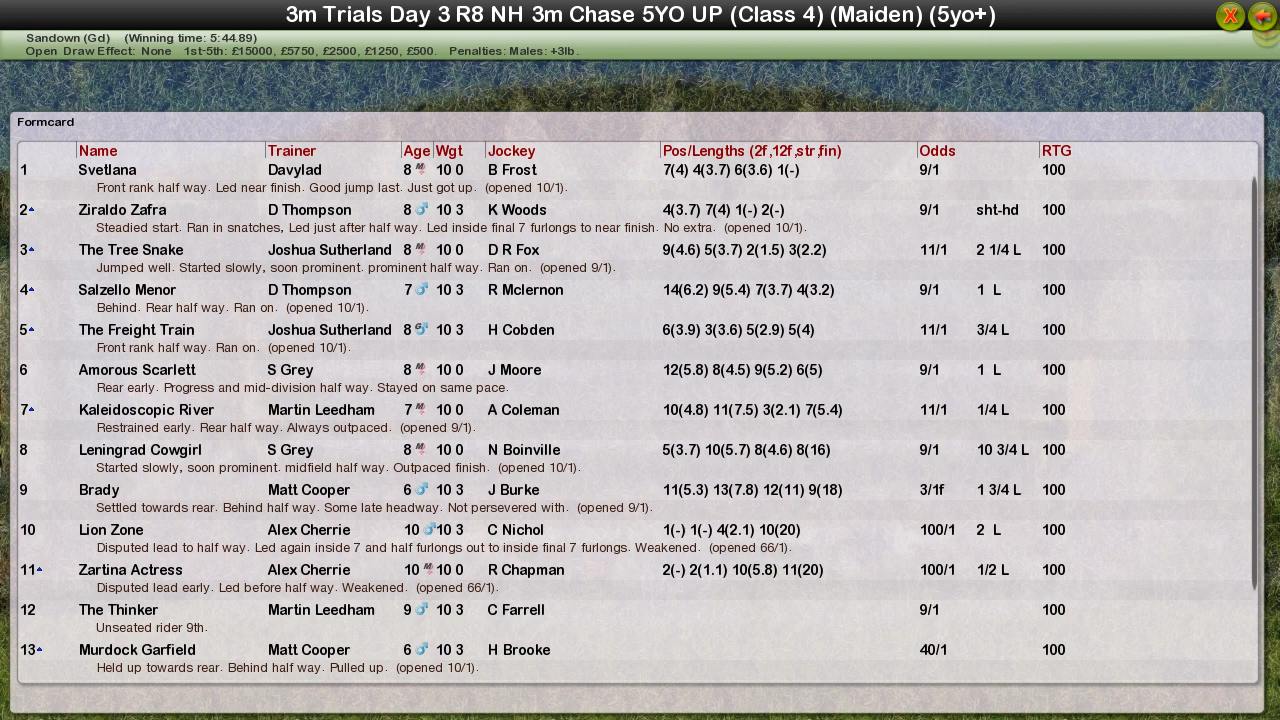 3m Trials Day 3 R8 NH 3m Chase 5YO UP (Class 4) (Maiden) (5yo+)
Sandown (Gd) (Winning time: 5:44.89)
Open Draw Effect: None 1st-5th: £15000, £5750, £2500, £1250, £500. Penalties: Males: +3lb.
Formcard
Name Trainer Age Wgt Jockey Pos/Lengths (2f,12f,str,fin) Odds RTG
1 Svetlana Davylad 8 M 10 0 B Frost 7(4) 4(3.7) 6(3.6) 1(-) 9/1 100
Front rank half way. Led near finish. Good jump last. Just got up. (opened 10/1).
2 Ziraldo Zafra D Thompson 8 10 3 K Woods 4(3.7) 7(4) 1(-) 2(-) 9/1 sht-hd 100
Steadied start. Ran in snatches, Led just after half way. Led inside final 7 furlongs to near finish. No extra. (opened 10/1).
3 The Tree Snake Joshua Sutherland 8 M 10 0 D R Fox 9(4.6) 5(3.7) 2(1.5) 3(2.2) 11/1 2 1/4 L 100
Jumped well. Started slowly, soon prominent. prominent half way. Ran on. (opened 9/1).
4 Salzello Menor D Thompson 7 10 3 R Mclernon 14(6.2) 9(5.4) 7(3.7) 4(3.2) 9/1 1 L 100
Behind. Rear half way. Ran on. (opened 10/1).
5 The Freight Train Joshua Sutherland 8 G 10 3 H Cobden 6(3.9) 3(3.6) 5(2.9) 5(4) 11/1 3/4 L 100
Front rank half way. Ran on. (opened 10/1).
6 Amorous Scarlett S Grey 8 M 10 0 J Moore 12(5.8) 8(4.5) 9(5.2) 6(5) 9/1 1 L 100
Rear early. Progress and mid-division half way. Stayed on same pace.
7 Kaleidoscopic River Martin Leedham 7 M 10 0 A Coleman 10(4.8) 11(7.5) 3(2.1) 7(5.4) 11/1 1/4 L 100
Restrained early. Rear half way. Always outpaced. (opened 9/1).
8 Leningrad Cowgirl S Grey 8 M 10 0 N Boinville 5(3.7) 10(5.7) 8(4.6) 8(16) 9/1 10 3/4 L 100
Started slowly, soon prominent. midfield half way. Outpaced finish. (opened 10/1).
9 Brady Matt Cooper 6 10 3 J Burke 11(5.3) 13(7.8) 12(11) 9(18) 3/1f 1 3/4 L 100
Settled towards rear. Behind half way. Some late headway. Not persevered with. (opened 9/1).
10 Lion Zone Alex Cherrie 10 10 3 C Nichol 1(-) 1(-) 4(2.1) 10(20) 100/1 2 L 100
Disputed lead to half way. Led again inside 7 and half furlongs out to inside final 7 furlongs. Weakened. (opened 66/1).
11 Zartina Actress Alex Cherrie 10 M 10 0 R Chapman 2(-) 2(1.1) 10(5.8) 11(20) 100/1 1/2 L 100
Disputed lead early. Led before half way. Weakened. (opened 66/1).
12 The Thinker Martin Leedham 9 10 3 C Farrell 9/1 100
Unseated rider 9th.
13 Murdock Garfield Matt Cooper 6 10 3 H Brooke 40/1 100
Held up towards rear. Behind half way. Pulled up. (opened 10/1).